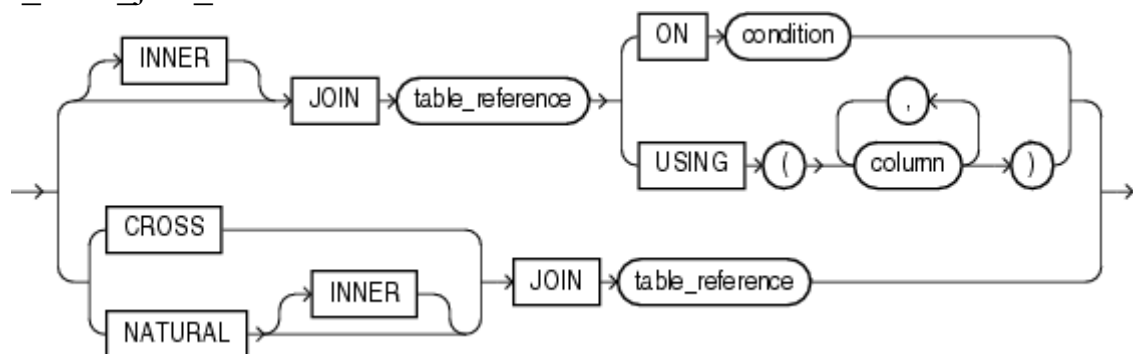 INNER
ON condition
JOIN table_reference
,
USING ( column )
CROSS
INNER
JOIN table_reference
NATURAL